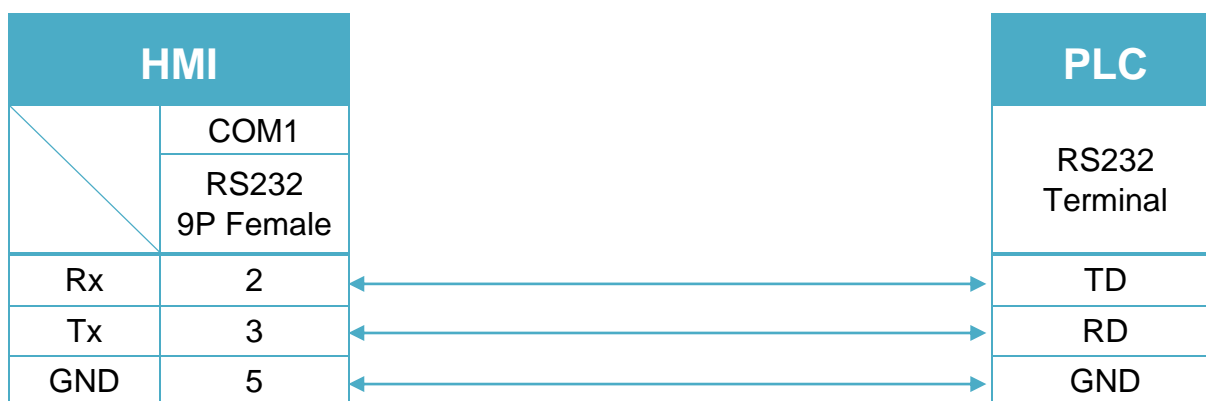 HMI
PLC
COM1
RS232
9P Female
RS232
Terminal
Rx 2 TD
Tx 3 RD
GND 5 GND